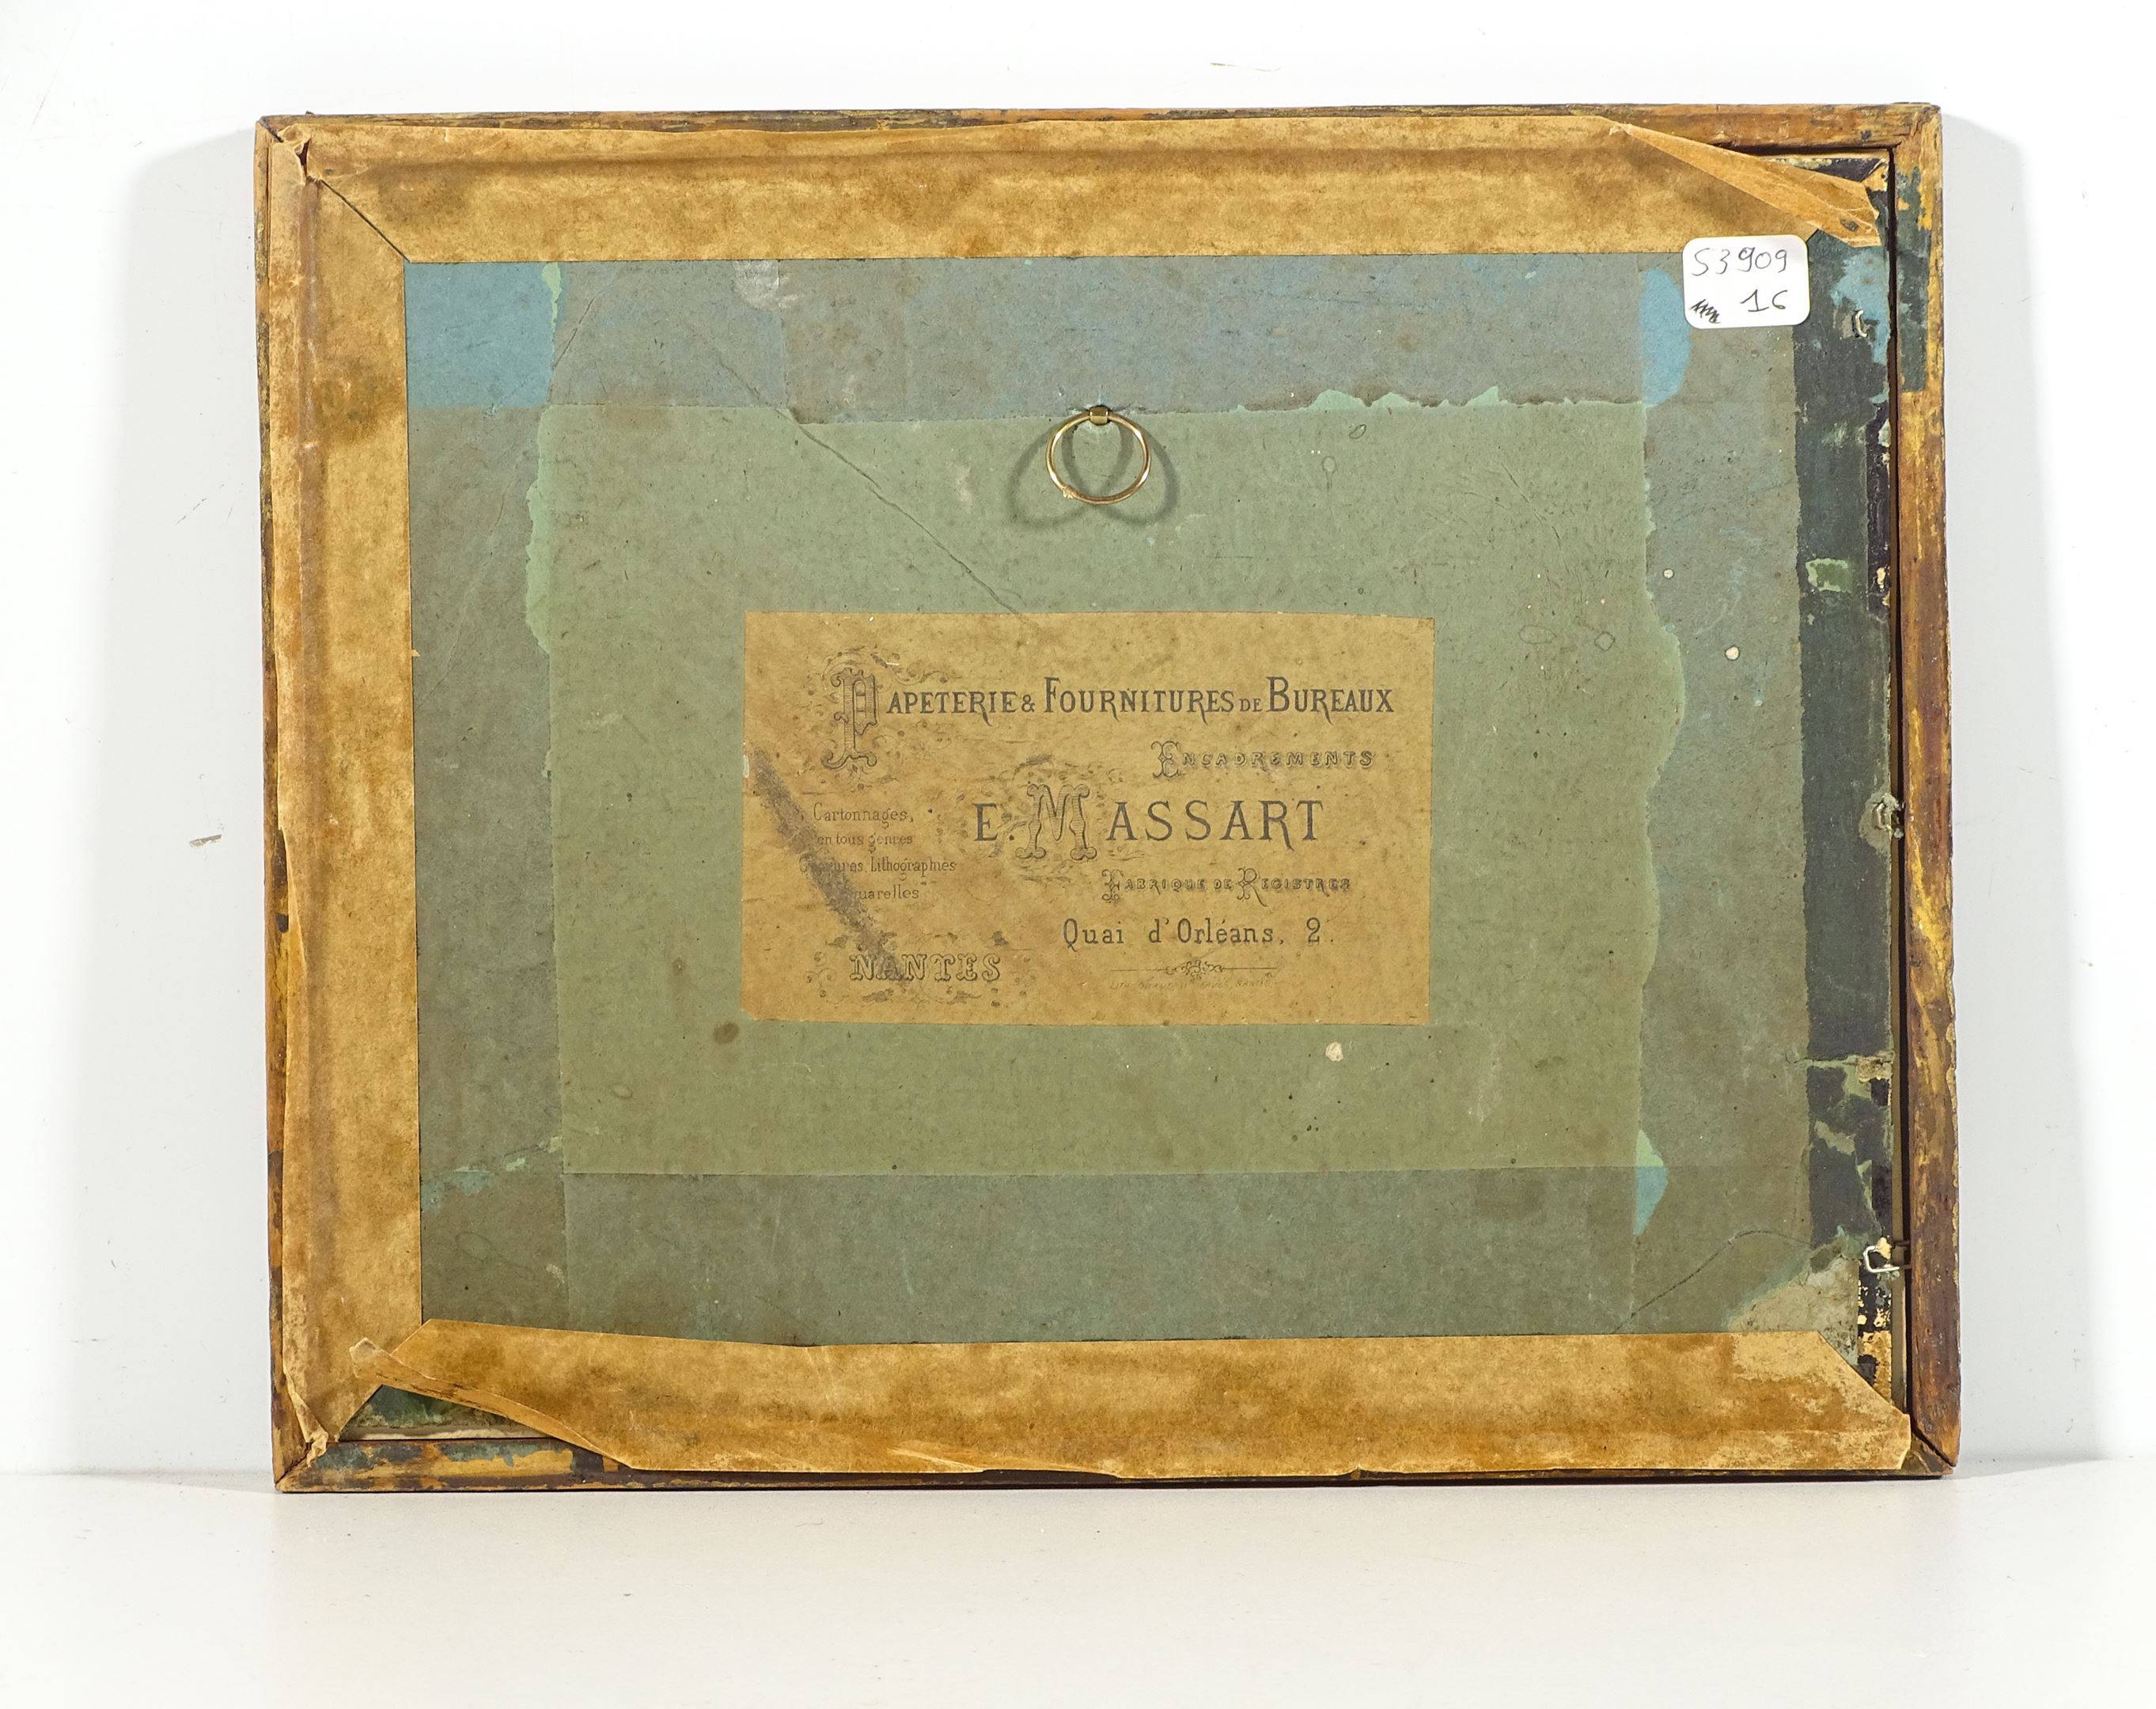 53909
16
PAPETERIE & FOURNITURES DE BUREAUX
ENCADREMENTS
Cartonnages,
en tous genres
Lithographies
E. MASSART
FABRIQUE DE REGISTRES
Quai d'Orléans, 2.
NANTES